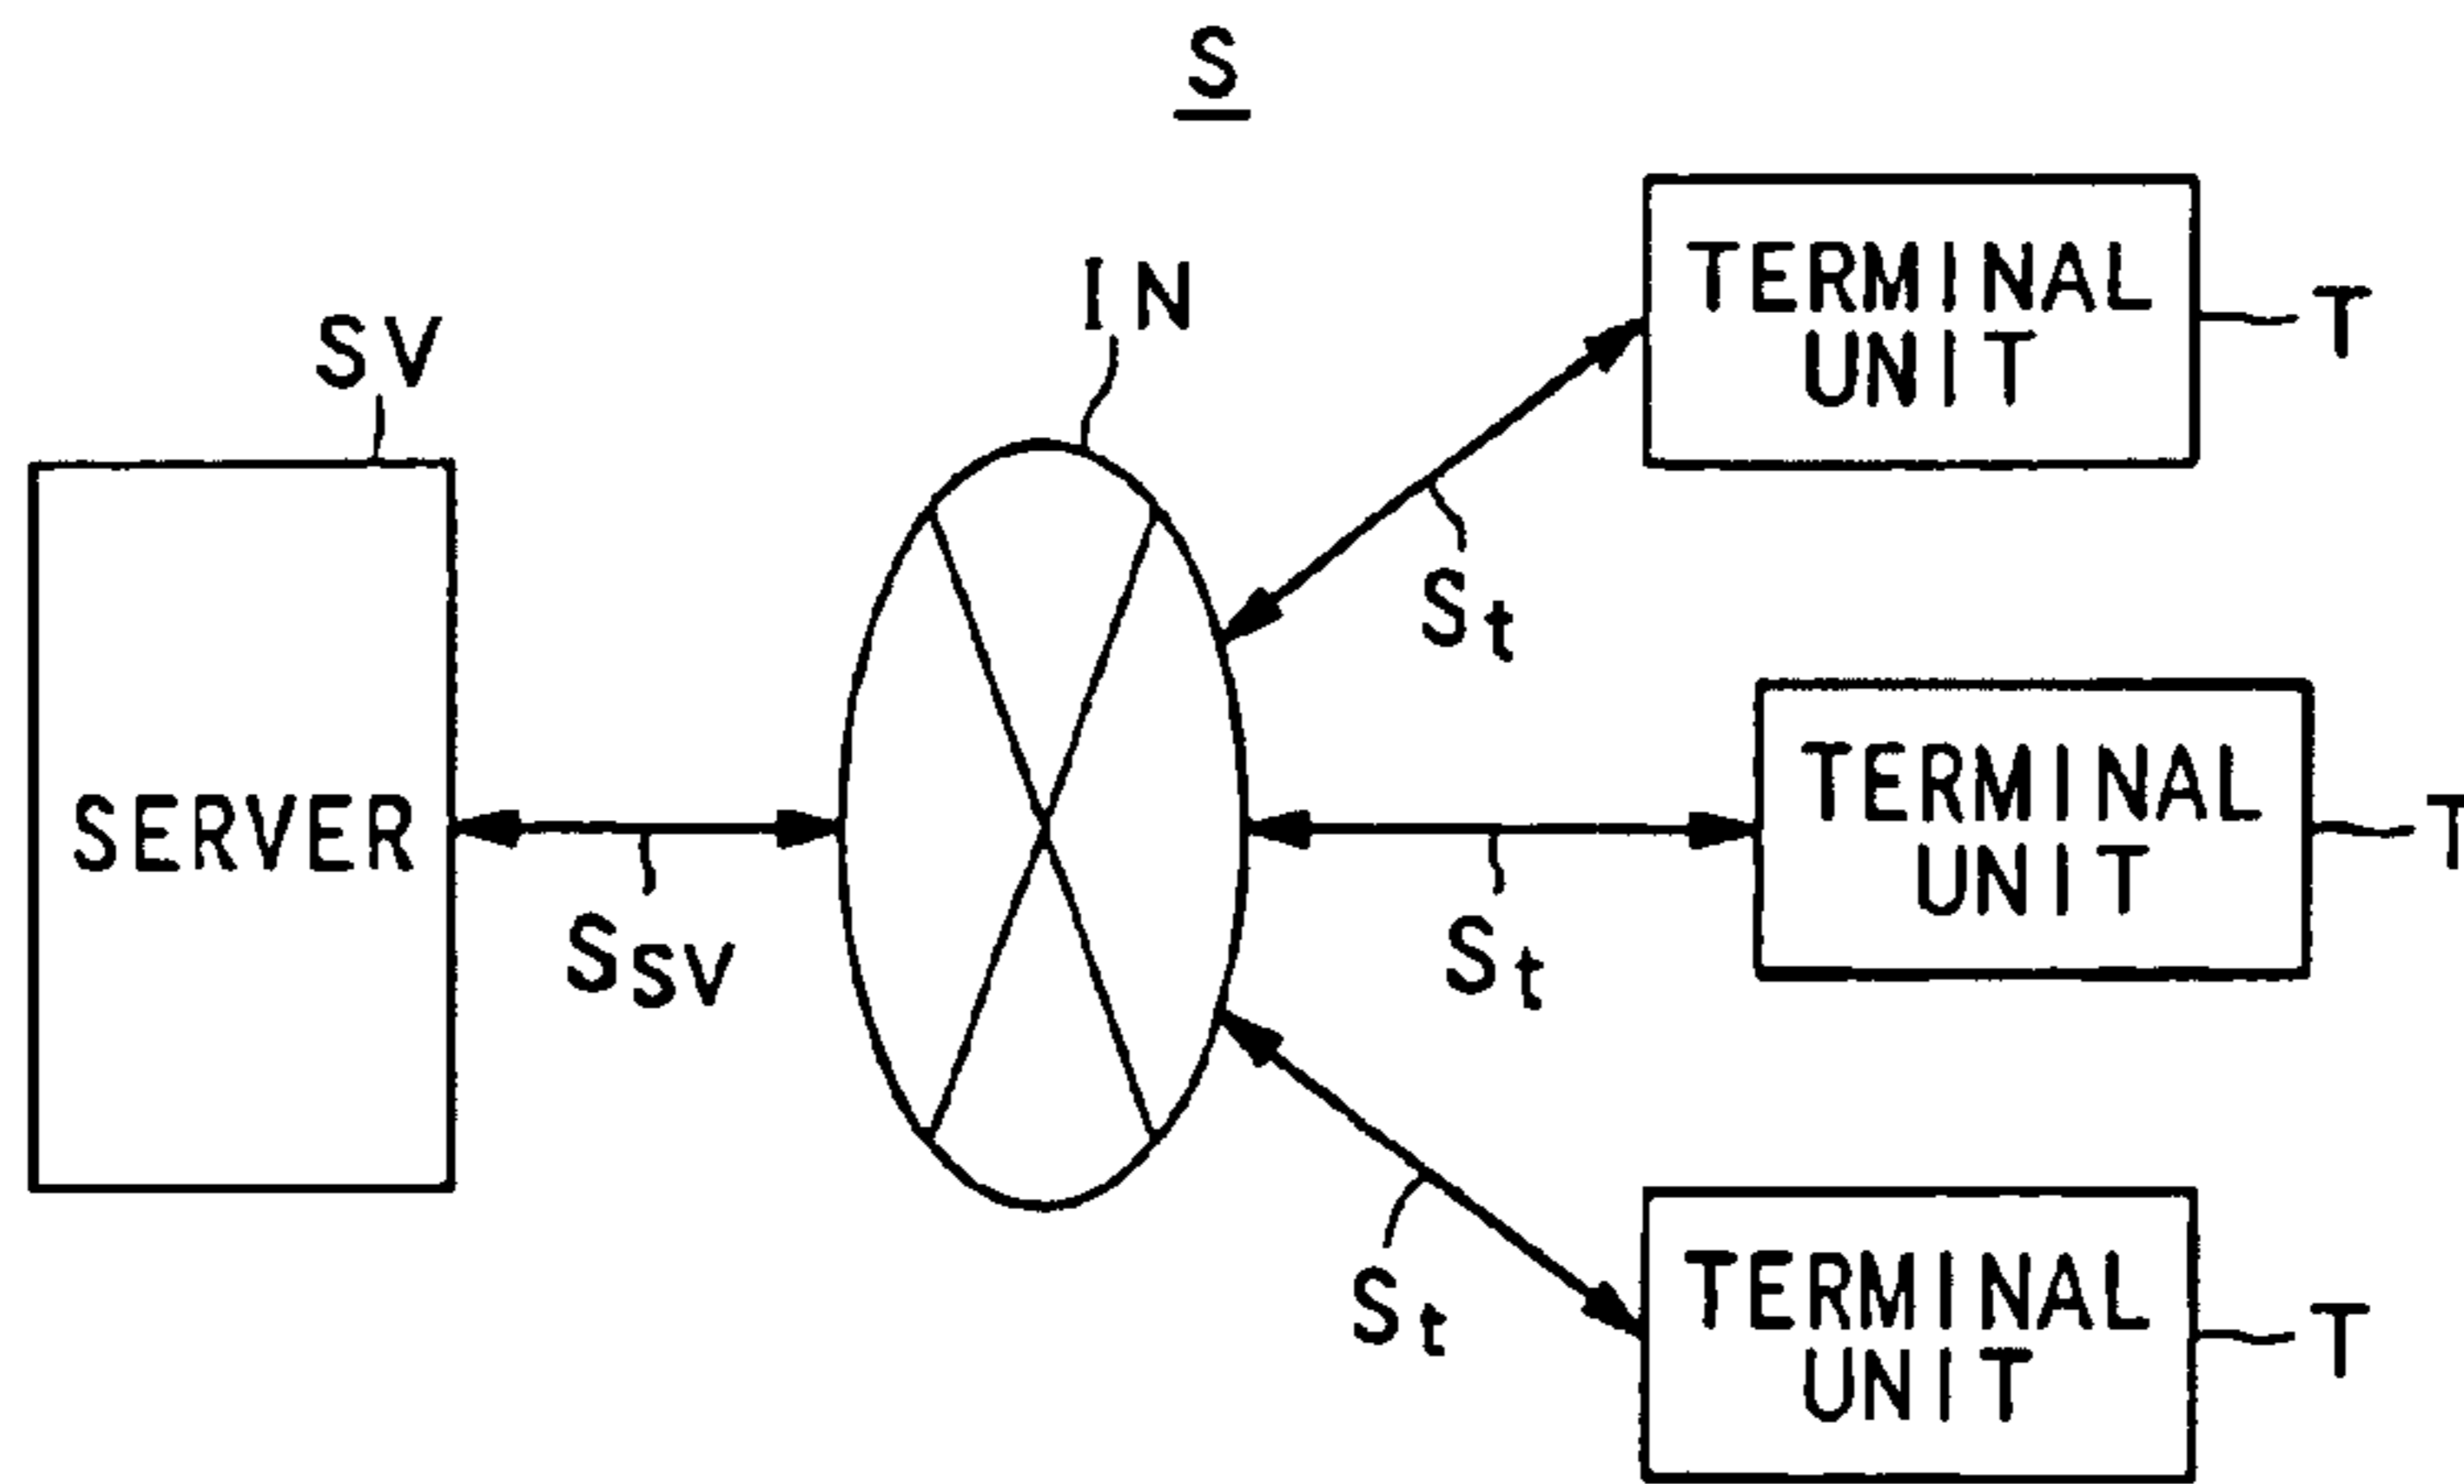 S
IN
SV
TERMINAL
UNIT
T
St
SERVER
SSV
TERMINAL
UNIT
T
St
TERMINAL
UNIT
T
St